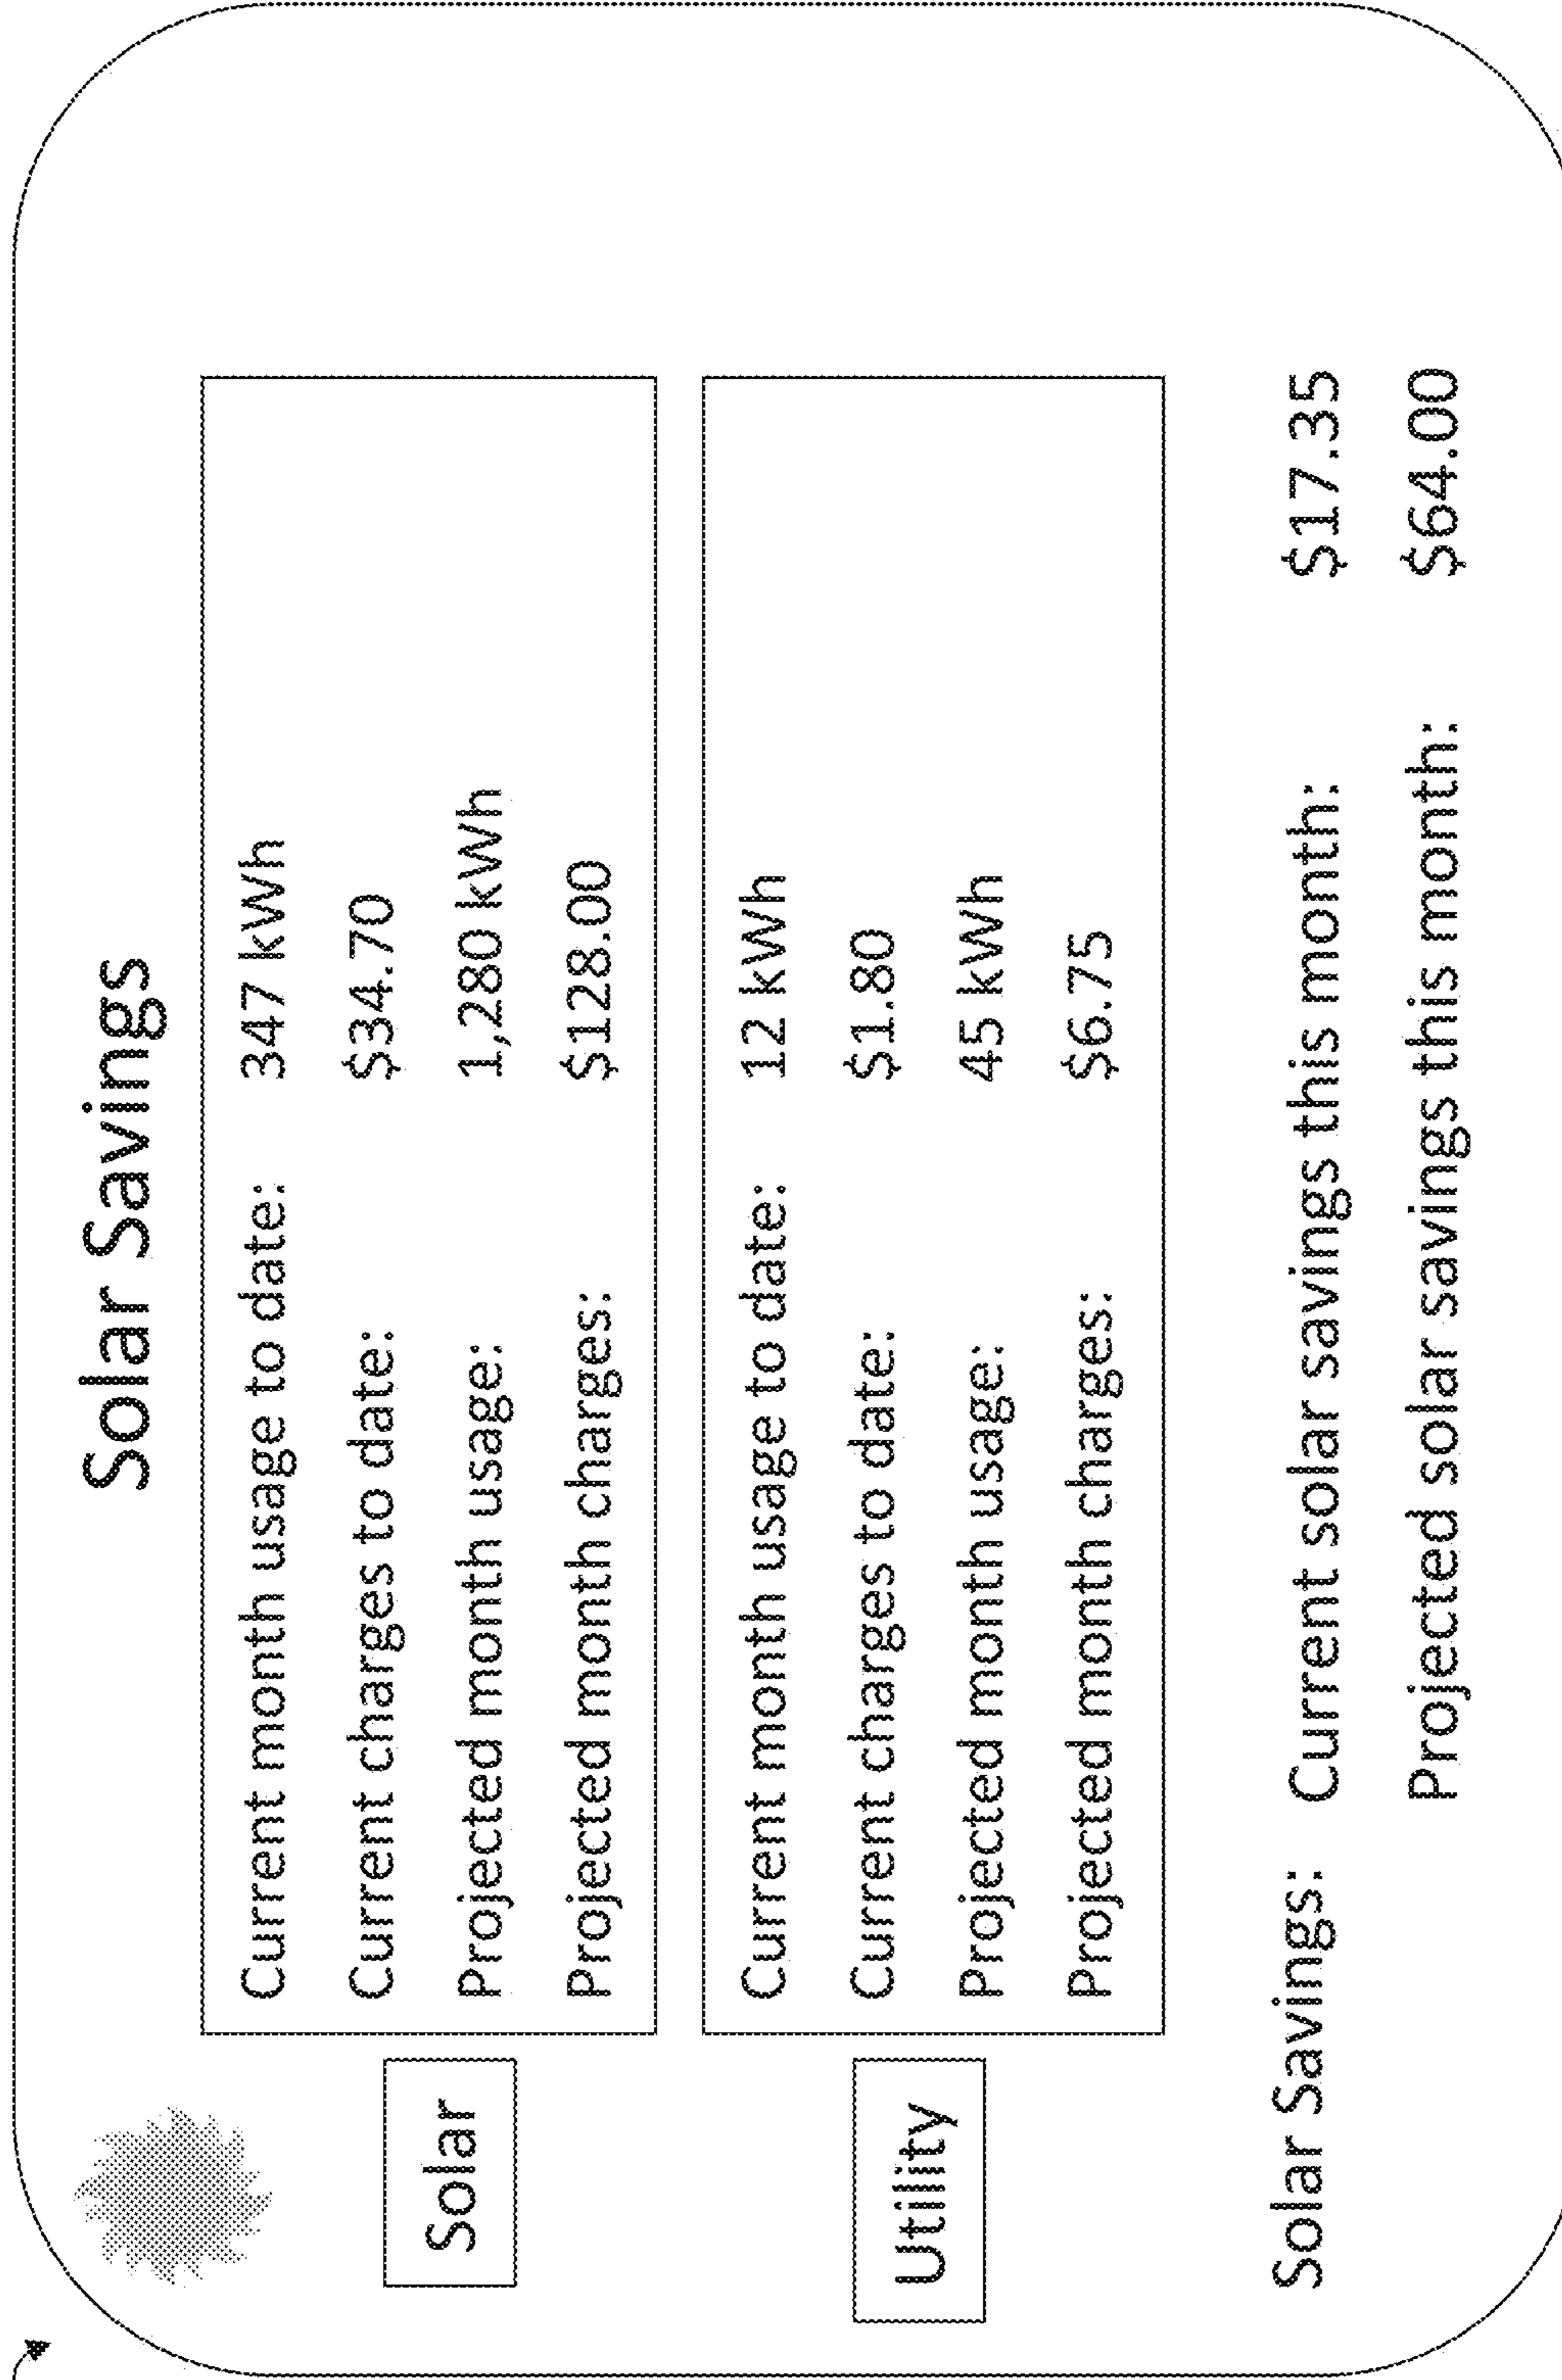 Solar Savings
Solar
Current month usage to date: 347 kWh
Current charges to date: $34.70
Projected month usage: 1,280 kWh
Projected month charges: $128.00
Utility
Current month usage to date: 12 kWh
Current charges to date: $1.80
Projected month usage: 45 kWh
Projected month charges: $6.75
Solar Savings: Current solar savings this month: $17.35
Projected solar savings this month: $64.00